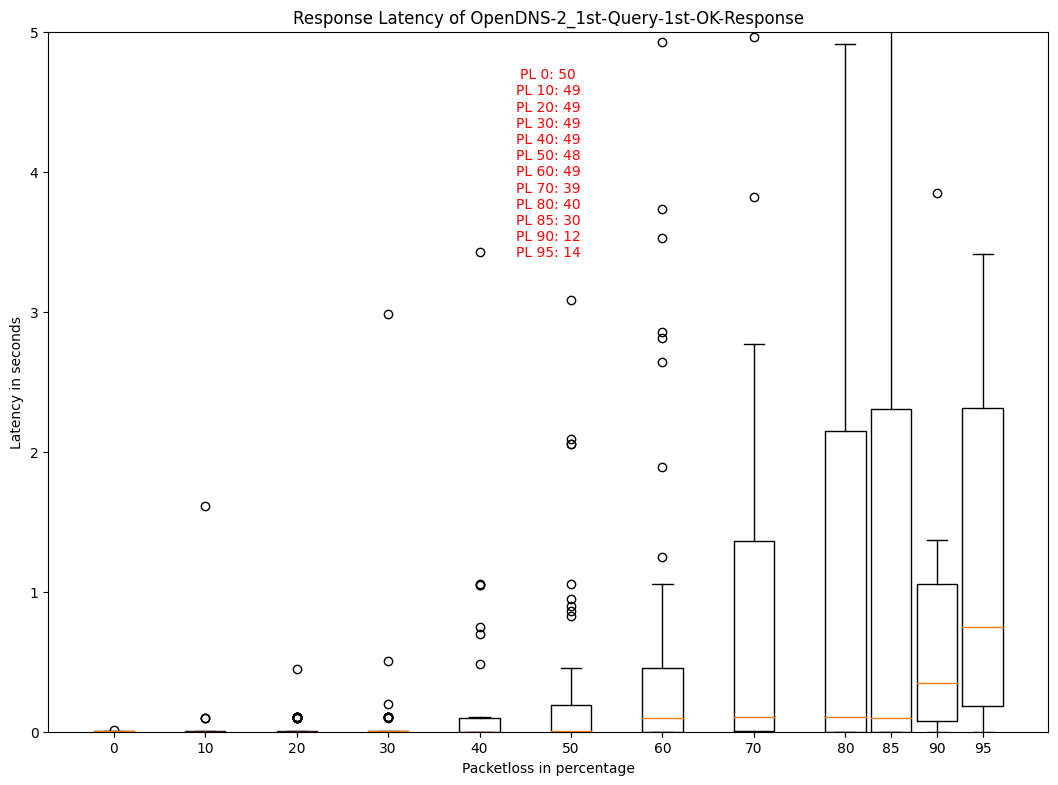 Response Latency of OpenDNS-2_1st-Query-1st-OK-Response
PL 0: 50
PL 10: 49
PL 20: 49
PL 30: 49
PL 40: 49
PL 50: 48
PL 60: 49
PL 70: 39
PL 80: 40
PL 85: 30
PL 90: 12
PL 95: 14
Latency in seconds
5
4
3
2
1
0
0 10 20 30 40 50 60 70 80 85 90 95
Packetloss in percentage